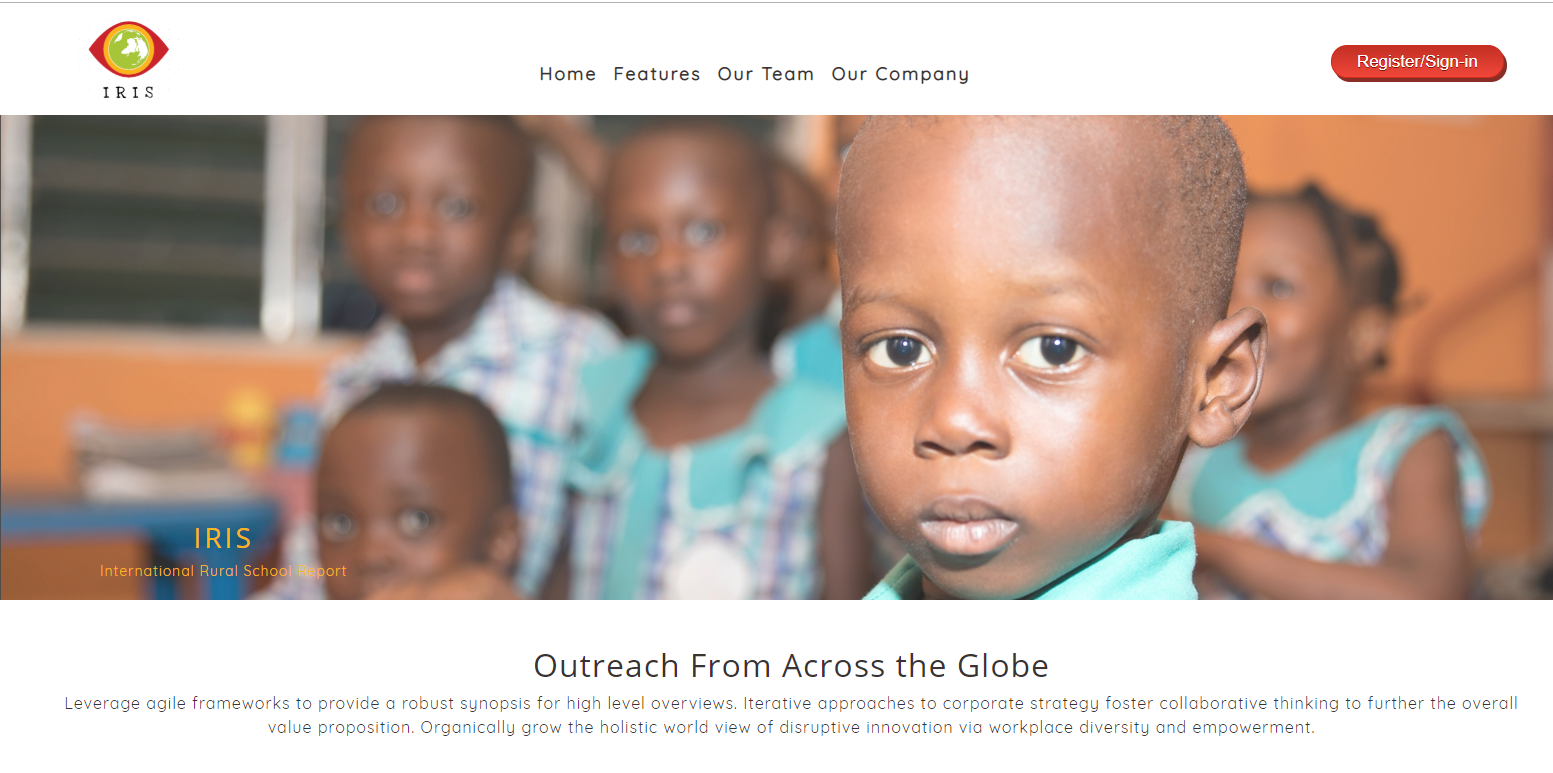 IRIS
Home Features Our Team Our Company
Register/Sign-in
IRIS
International Rural School Report
Outreach From Across the Globe
Leverage agile frameworks to provide a robust synopsis for high level overviews. Iterative approaches to corporate strategy foster collaborative thinking to further the overall
value proposition. Organically grow the holistic world view of disruptive innovation via workplace diversity and empowerment.